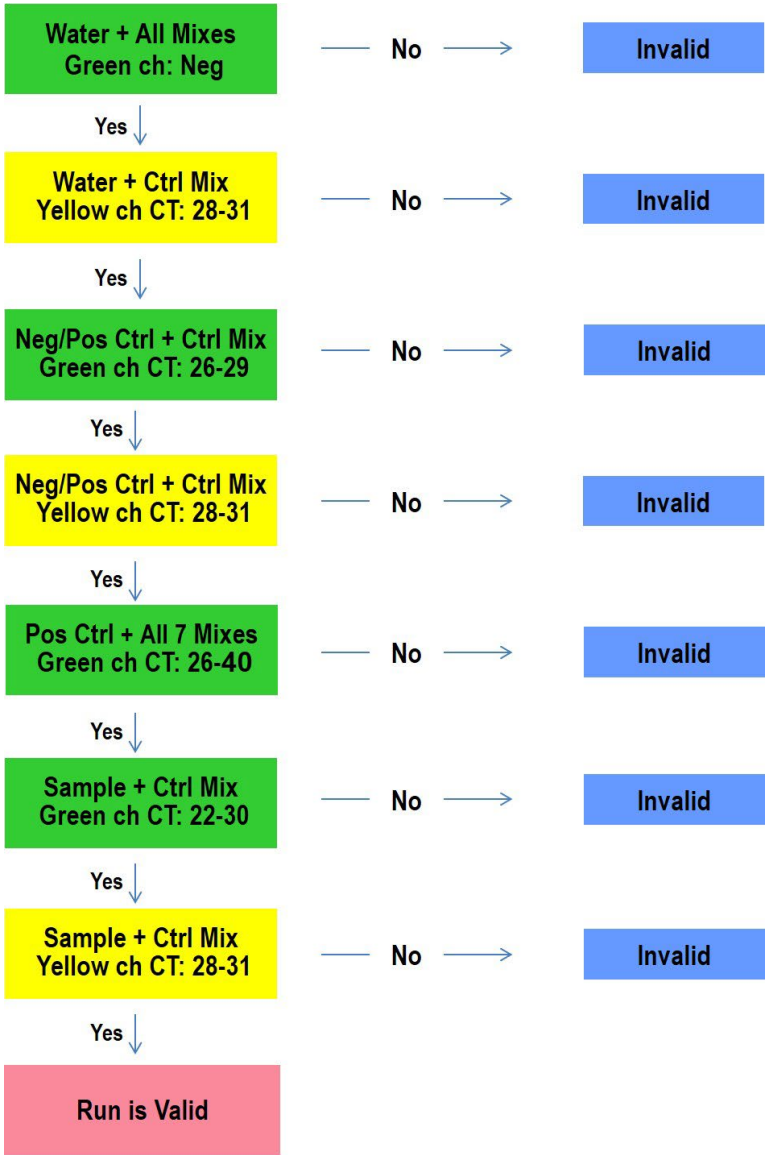 Water + All Mixes
Green ch: Neg
No
Invalid
Yes
Water + Ctrl Mix
Yellow ch CT: 28-31
No
Invalid
Yes
Neg/Pos Ctrl + Ctrl Mix
Green ch CT: 26-29
No
Invalid
Yes
Neg/Pos Ctrl + Ctrl Mix
Yellow ch CT: 28-31
No
Invalid
Yes
Pos Ctrl + All 7 Mixes
Green ch CT: 26-40
No
Invalid
Yes
Sample + Ctrl Mix
Green ch CT: 22-30
No
Invalid
Yes
Sample + Ctrl Mix
Yellow ch CT: 28-31
No
Invalid
Yes
Run is Valid